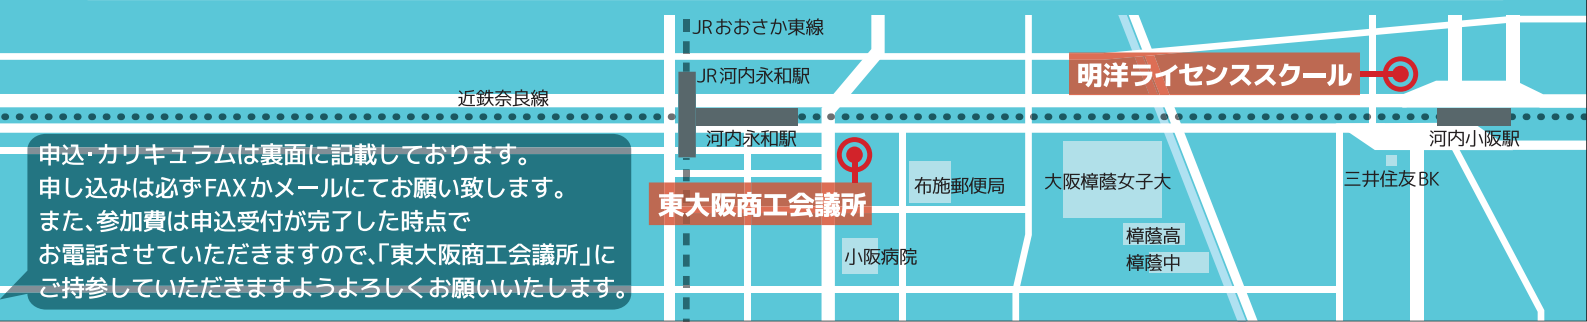 JRおおさか東線
JR河内永和駅
近鉄奈良線
河内永和駅
明洋ライセンススクール
河内小阪駅
東大阪商工会議所
布施郵便局
大阪樟蔭女子大
三井住友BK
樟蔭高
樟蔭中
小阪病院
申込・カリキュラムは裏面に記載しております。
申し込みは必ずFAXかメールにてお願い致します。
また、参加費は申込受付が完了した時点で
お電話させていただきますので、「東大阪商工会議所」に
ご持参していただきますようよろしくお願いいたします。